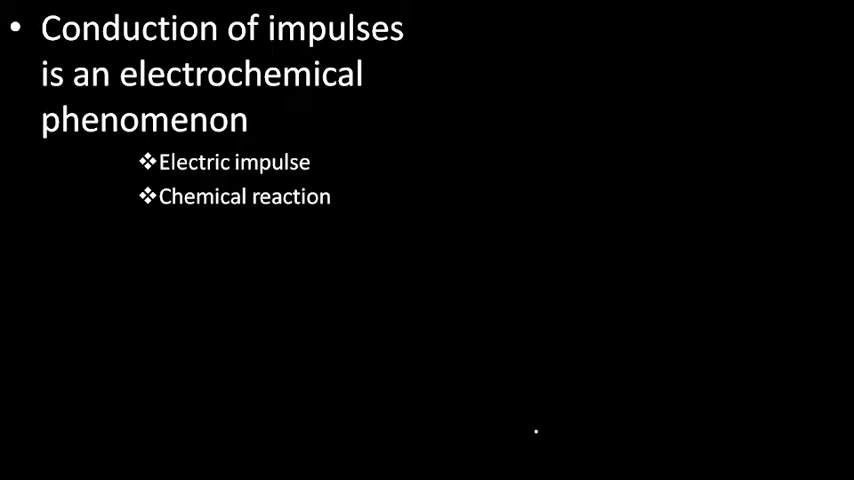 • Conduction of impulses
is an electrochemical
phenomenon
❖Electric impulse
❖Chemical reaction
.